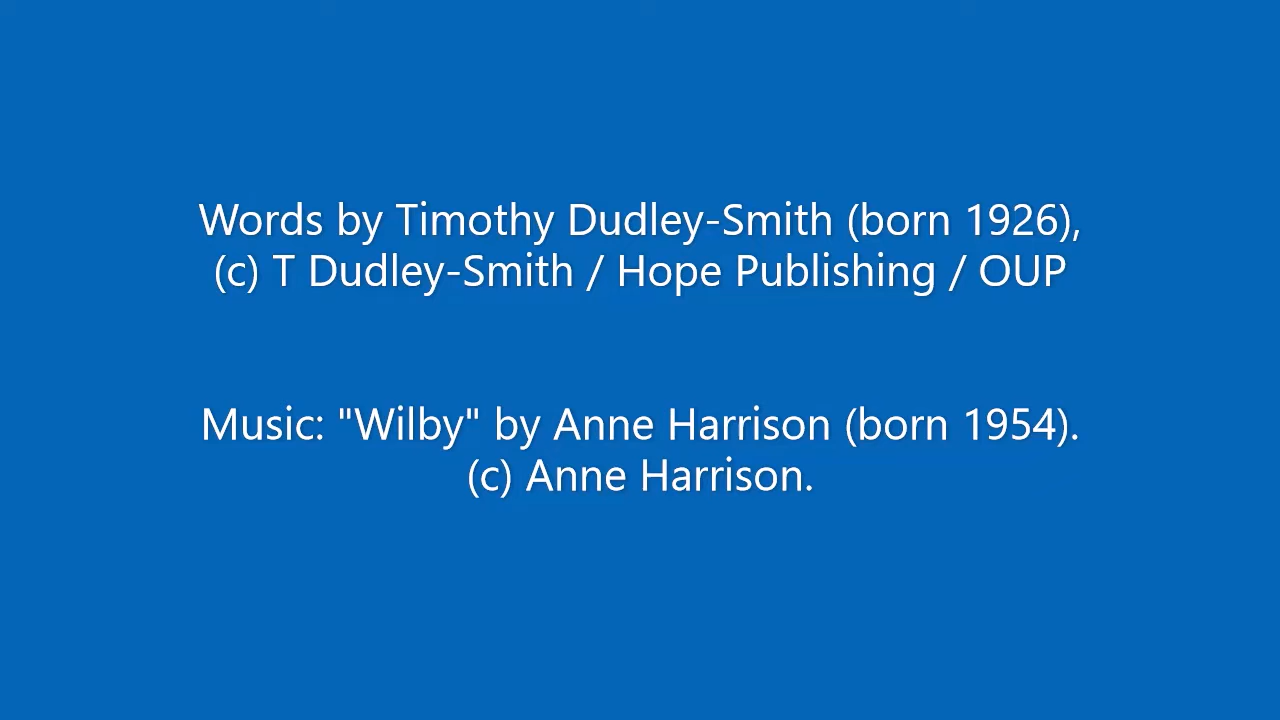 Words by Timothy Dudley-Smith (born 1926),
(c) T Dudley-Smith / Hope Publishing / OUP
Music: "Wilby" by Anne Harrison (born 1954).
(c) Anne Harrison.